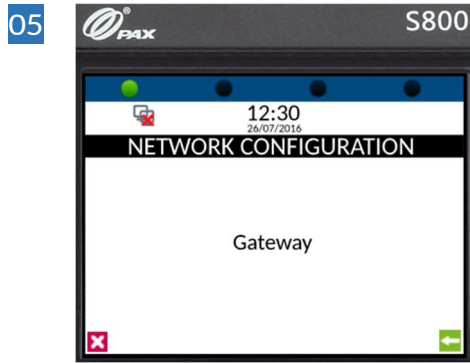 05
PAX
S800
12:30
26/07/2016
NETWORK CONFIGURATION
Gateway